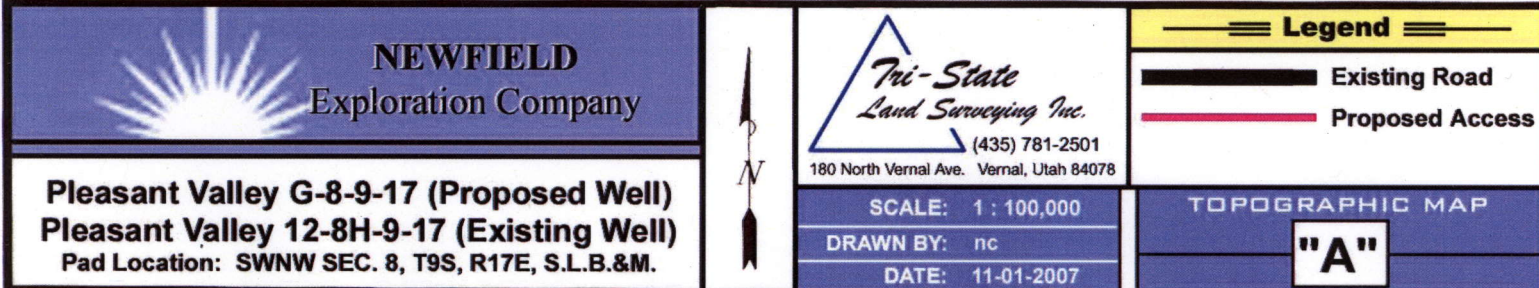 NEWFIELD
Exploration Company
Pleasant Valley G-8-9-17 (Proposed Well)
Pleasant Valley 12-8H-9-17 (Existing Well)
Pad Location: SWNW SEC. 8, T9S, R17E, S.L.B.&M.
N
Tri-State
Land Surveying Inc.
(435) 781-2501
180 North Vernal Ave. Vernal, Utah 84078
SCALE: 1 : 100,000
DRAWN BY: nc
DATE: 11-01-2007
Legend
Existing Road
Proposed Access
TOPOGRAPHIC MAP
"A"